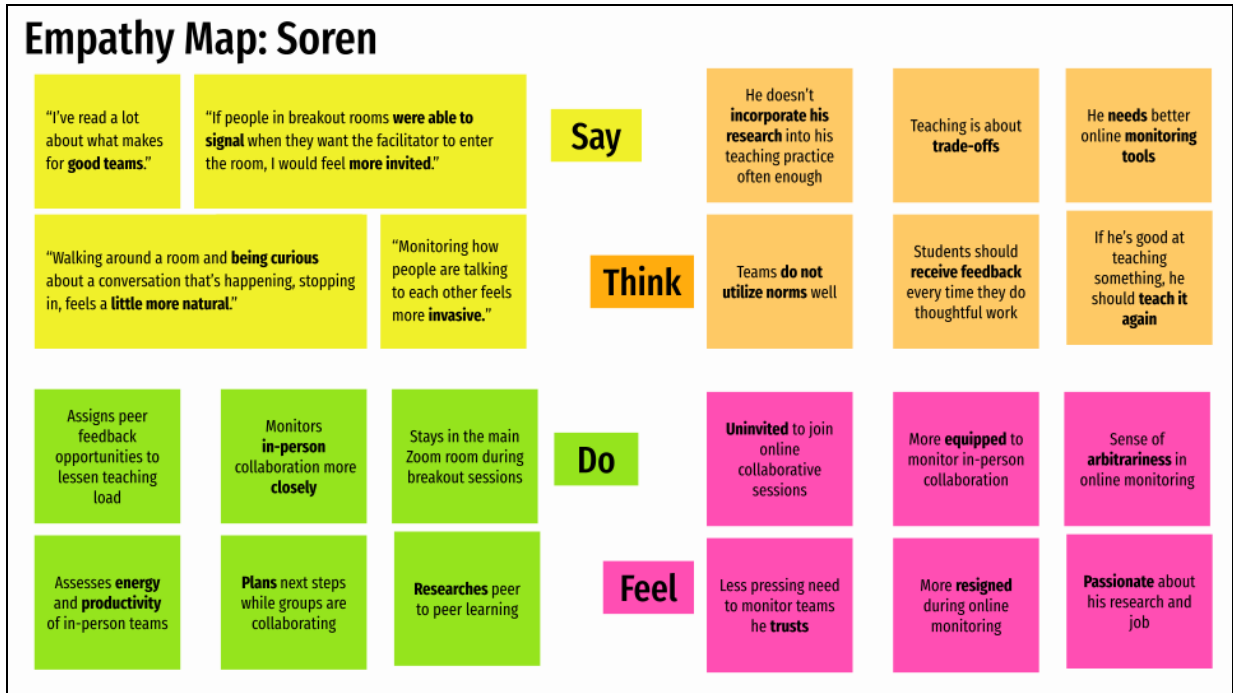 Empathy Map: Soren
“I’ve read a lot
about what makes
for good teams.”
“If people in breakout rooms were able to
signal when they want the facilitator to enter
the room, I would feel more invited.”
Say
“Walking around a room and being curious
about a conversation that’s happening, stopping
in, feels a little more natural.”
“Monitoring how
people are talking
to each other feels
more invasive.”
He doesn’t
incorporate his
research into his
teaching practice
often enough
Teaching is about
trade-offs
He needs better
online monitoring
tools
Think
Teams do not
utilize norms well
Students should
receive feedback
every time they do
thoughtful work
If he’s good at
teaching
something, he
should teach it
again
Assigns peer
feedback
opportunities to
lessen teaching
load
Monitors
in-person
collaboration more
closely
Stays in the main
Zoom room during
breakout sessions
Do
Assesses energy
and productivity
of in-person teams
Plans next steps
while groups are
collaborating
Researches peer
to peer learning
Uninvited to join
online
collaborative
sessions
More equipped to
monitor in-person
collaboration
Sense of
arbitrariness in
online monitoring
Feel
Less pressing need
to monitor teams
he trusts
More resigned
during online
monitoring
Passionate about
his research and
job